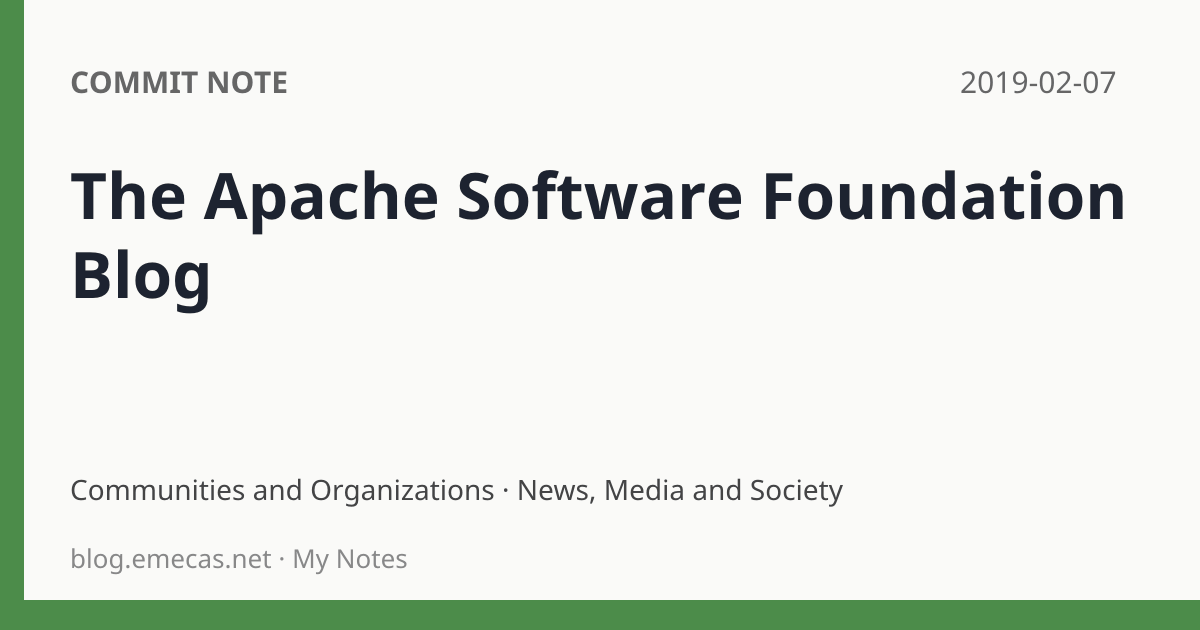 COMMIT NOTE
2019-02-07
The Apache Software Foundation
Blog
Communities and Organizations · News, Media and Society
blog.emecas.net · My Notes